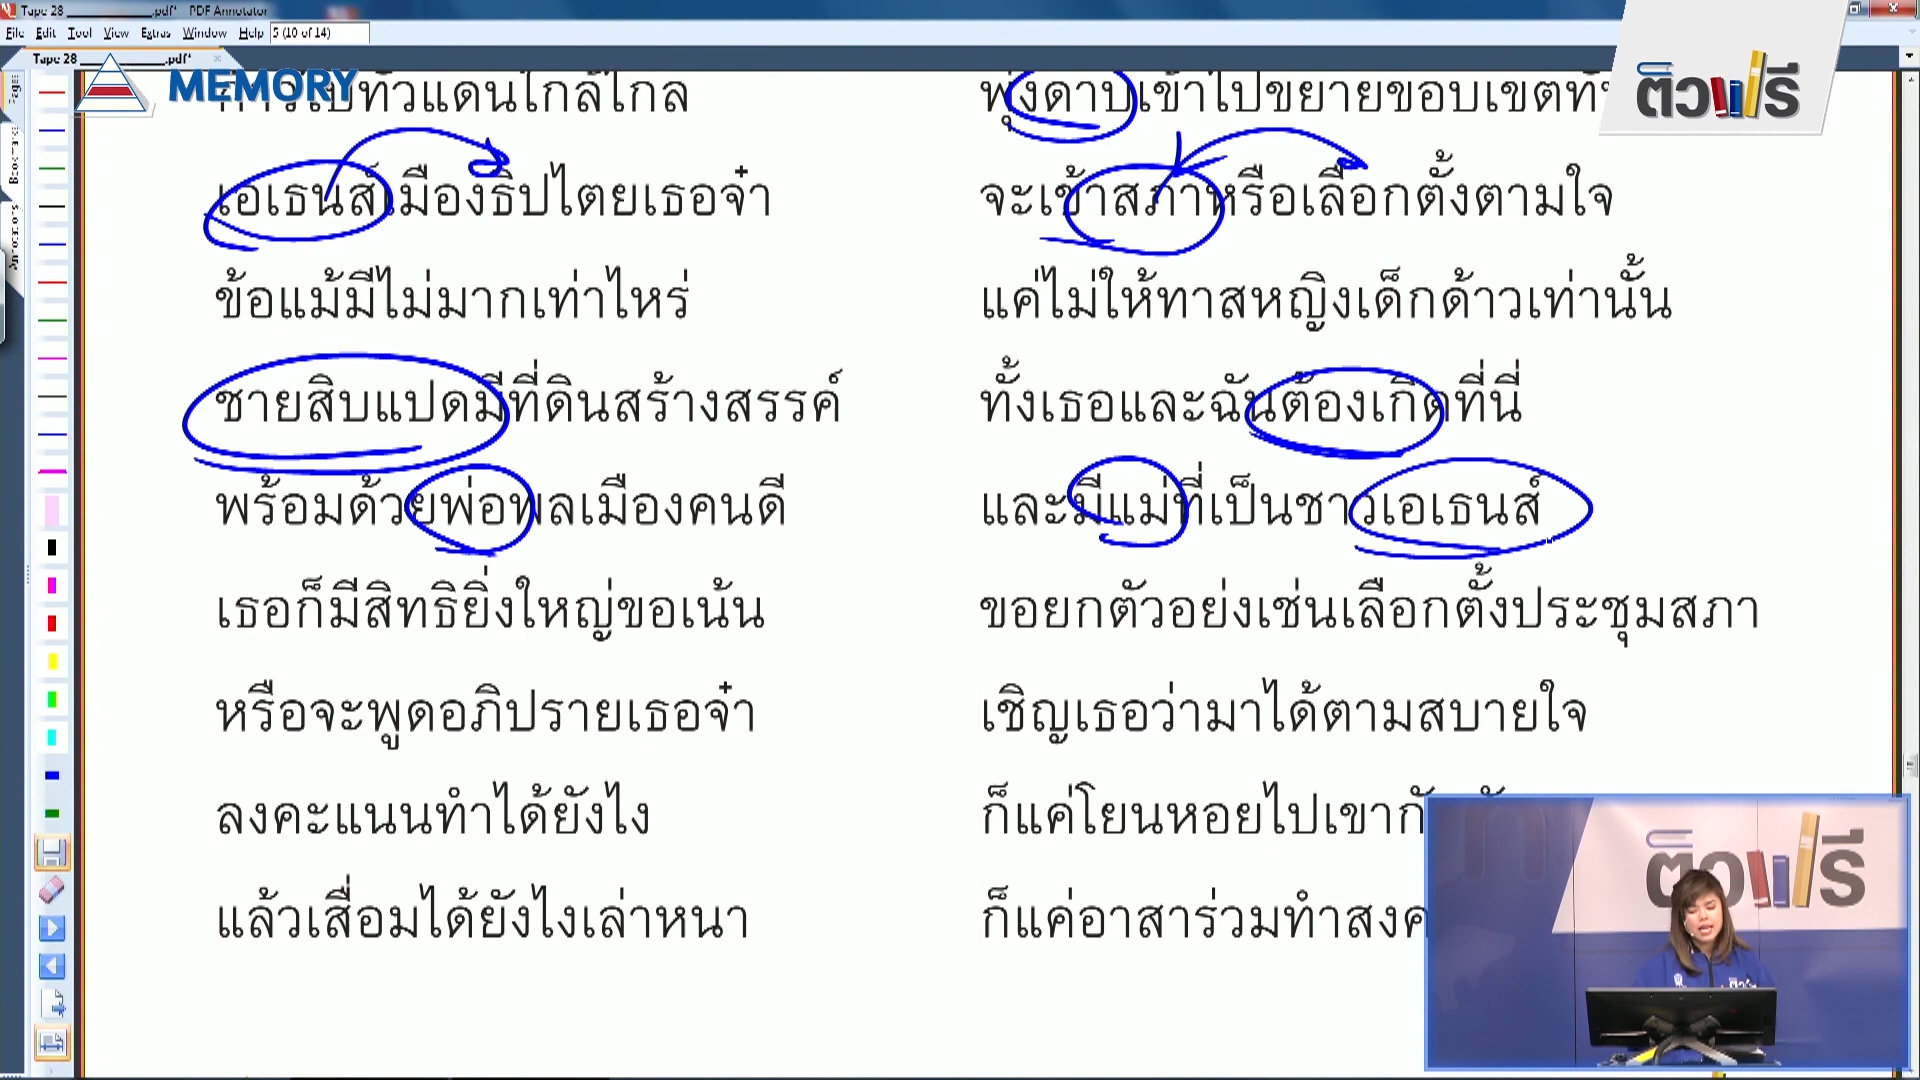 Tape 28 ____________.pdf* - PDF Annotator
File Edit Tool View Extras Window Help 5 (10 of 14)
Tape 28 ____________.pdf*
MEMORY
ติวฟรี
ทั่วแดนใกล้ไกล พุ่งดาบเข้าไปขยายขอบเขต
เอเธนส์เมืองธิปไตยเธอจ๋า จะเข้าสภาหรือเลือกตั้งตามใจ
ข้อแม้มีไม่มากเท่าไหร่ แค่ไม่ให้ทาสหญิงเด็กด้าวเท่านั้น
ชายสิบแปดมีที่ดินสร้างสรรค์ ทั้งเธอและฉันต้องเกิดที่นี่
พร้อมด้วยพ่อพลเมืองคนดี และมีแม่ที่เป็นชาวเอเธนส์
เธอก็มีสิทธิยิ่งใหญ่ขอเน้น ขอยกตัวอย่งเช่นเลือกตั้งประชุมสภา
หรือจะพูดอภิปรายเธอจ๋า เชิญเธอว่ามาได้ตามสบายใจ
ลงคะแนนทำได้ยังไง ก็แค่โยนหอยไปเขา
แล้วเสื่อมได้ยังไงเล่าหนา ก็แค่อาสาร่วมทำสง
ติวฟรี